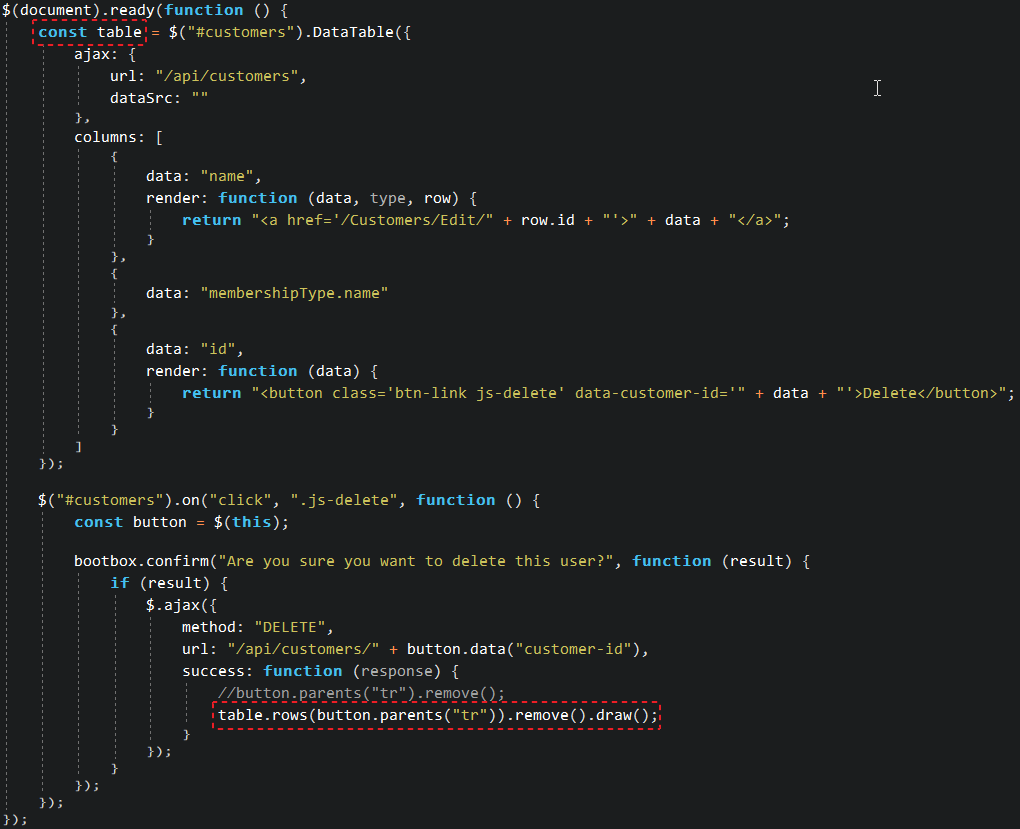 $(document).ready(function () {
    const table = $("#customers").DataTable({
        ajax: {
            url: "/api/customers",
            dataSrc: ""
        },
        columns: [
            {
                data: "name",
                render: function (data, type, row) {
                    return "<a href='/Customers/Edit/" + row.id + "'>" + data + "</a>";
                }
            },
            {
                data: "membershipType.name"
            },
            {
                data: "id",
                render: function (data) {
                    return "<button class='btn-link js-delete' data-customer-id='" + data + "'>Delete</button>";
                }
            }
        ]
    });

    $("#customers").on("click", ".js-delete", function () {
        const button = $(this);

        bootbox.confirm("Are you sure you want to delete this user?", function (result) {
            if (result) {
                $.ajax({
                    method: "DELETE",
                    url: "/api/customers/" + button.data("customer-id"),
                    success: function (response) {
                        //button.parents("tr").remove();
                        table.rows(button.parents("tr")).remove().draw();
                    }
                });
            }
        });
    });
});